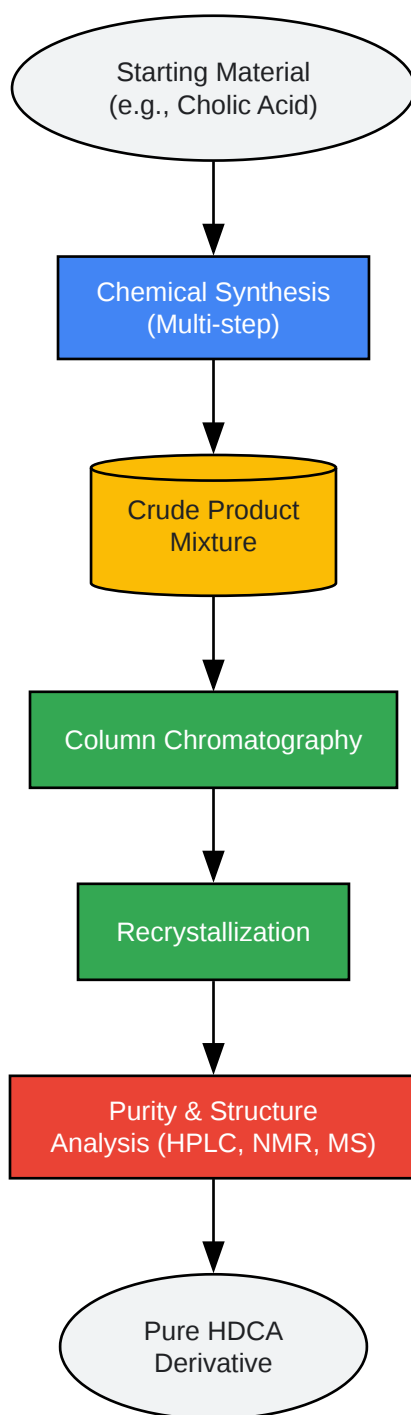 Starting Material
(e.g., Cholic Acid)
Chemical Synthesis
(Multi-step)
Crude Product
Mixture
Column Chromatography
Recrystallization
Purity & Structure
Analysis (HPLC, NMR, MS)
Pure HDCA
Derivative